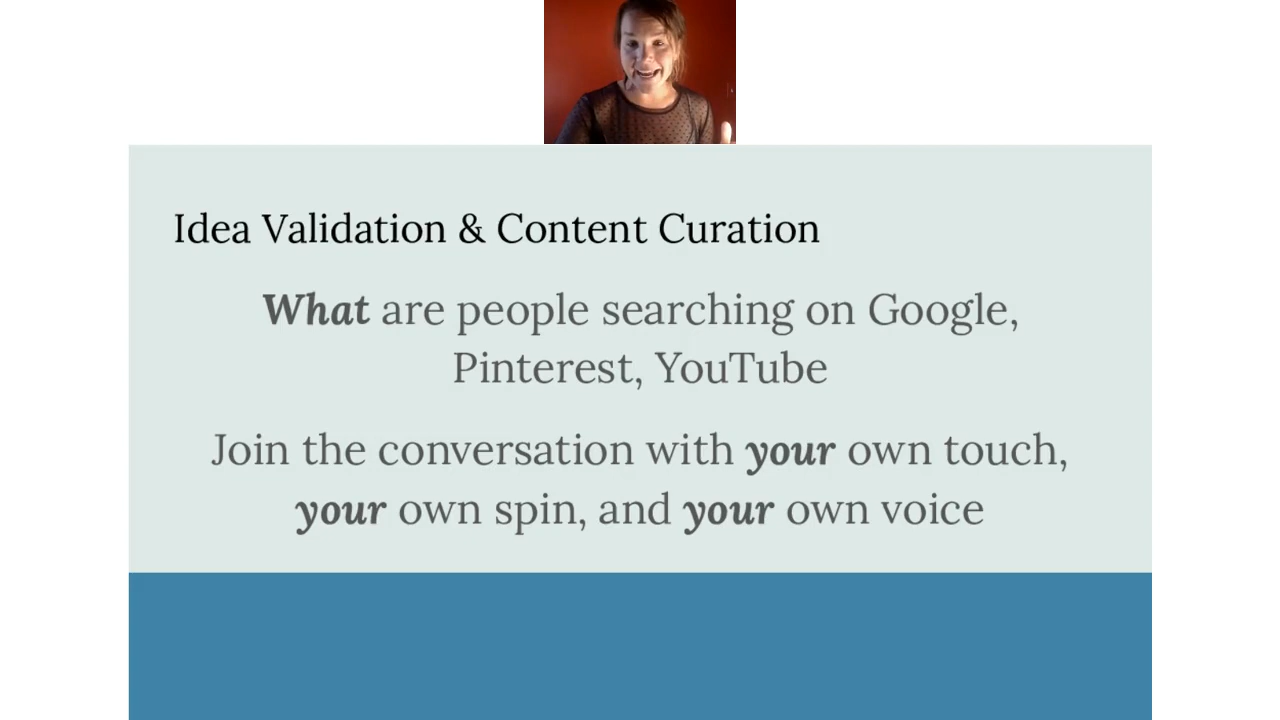 Idea Validation & Content Curation
What are people searching on Google,
Pinterest, YouTube
Join the conversation with your own touch,
your own spin, and your own voice